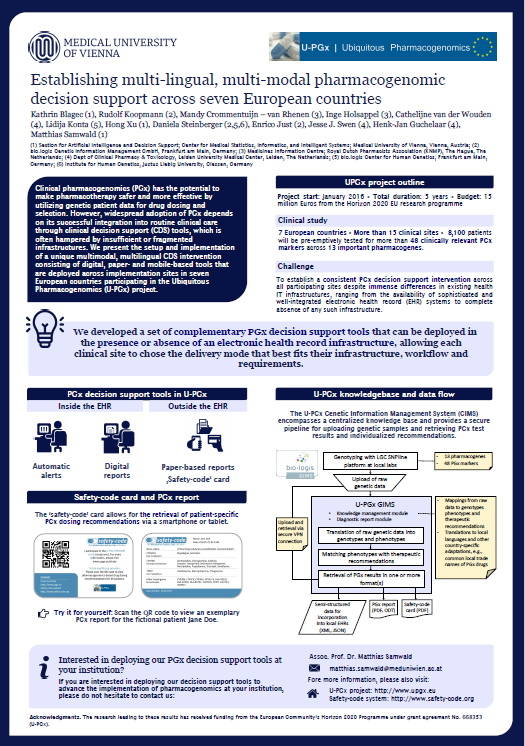 MEDICAL UNIVERSITY
OF VIENNA
U-PGx | Ubiquitous Pharmacogenomics
Establishing multi-lingual, multi-modal pharmacogenomic
decision support across seven European countries
Kathrin Blagec (1), Rudolf Koopmann (2), Mandy Crommentuijn – van Rhenen (3), Inge Holsappel (3), Cathelijne van der Wouden
(4), Lidija Konta (5), Hong Xu (1), Daniela Steinberger (2,5,6), Enrico Just (2), Jesse J. Swen (4), Henk-Jan Guchelaar (4),
Matthias Samwald (1)
(1) Section for Artificial Intelligence and Decision Support; Center for Medical Statistics, Informatics, and Intelligent Systems; Medical University of Vienna, Vienna, Austria; (2)
bio.logis Genetic Information Management GmbH, Frankfurt am Main, Germany; (3) Medicines Information Centre; Royal Dutch Pharmacists Association (KNMP), The Hague, The
Netherlands; (4) Dept of Clinical Pharmacy & Toxicology, Leiden University Medical Center, Leiden, The Netherlands; (5) bio.logis Center for Human Genetics, Frankfurt am Main,
Germany; (6) Institute for Human Genetics, Justus Liebig University, Giessen, Germany
Clinical pharmacogenomics (PGx) has the potential to
make pharmacotherapy safer and more effective by
utilizing genetic patient data for drug dosing and
selection. However, widespread adoption of PGx depends
on its successful integration into routine clinical care
through clinical decision support (CDS) tools, which is
often hampered by insufficient or fragmented
infrastructures. We present the setup and implementation
of a unique multimodal, multilingual CDS intervention
consisting of digital, paper- and mobile-based tools that
are deployed across implementation sites in seven
European countries participating in the Ubiquitous
Pharmacogenomics (U-PGx) project.
UPGx project outline
Project start: January 2016 • Total duration: 5 years • Budget: 15
million Euros from the Horizon 2020 EU research programme
Clinical study
7 European countries • More than 15 clinical sites • 8,100 patients
will be pre-emptively tested for more than 48 clinically relevant PGx
markers across 13 important pharmacogenes.
Challenge
To establish a consistent PGx decision support intervention across
all participating sites despite immense differences in existing health
IT infrastructures, ranging from the availability of sophisticated and
well-integrated electronic health record (EHR) systems to complete
absence of any such infrastructure.
We developed a set of complementary PGx decision support tools that can be deployed in
the presence or absence of an electronic health record infrastructure, allowing each
clinical site to chose the delivery mode that best fits their infrastructure, workflow and
requirements.
PGx decision support tools in U-PGx
Inside the EHR
Outside the EHR
Automatic
alerts
Digital
reports
Paper-based reports
‚Safety-code‘ card
Safety-code card and PGx report
The ‘safety-code’ card allows for the retrieval of patient-specific
PGx dosing recommendations via a smartphone or tablet.
safety-code
safety-code
Try it for yourself: Scan the QR code to view an exemplary
PGx report for the fictional patient Jane Doe.
U-PGx knowledgebase and data flow
The U-PGx Genetic Information Management System (GIMS)
encompasses a centralized knowledge base and provides a secure
pipeline for uploading genetic samples and retrieving PGx test
results and individualized recommendations.
bio·logis
Genotyping with LGC SNPline
platform at local labs
- 13 pharmacogenes
- 48 PGx markers
Upload of raw
genetic data
U-PGx GIMS
• Knowledge management module
• Diagnostic report module
Translation of raw genetic data into
genotypes and phenotypes
Matching phenotypes with therapeutic
recommendations
Retrieval of PGx results in one or more
format(s)
Upload and
retrieval via
secure VPN
connection
- Mappings from raw
data to genotypes
phenotypes and
therapeutic
recommendations
- Translations to local
languages and other
country-specific
adaptations, e.g.,
common local trade
names of PGx drugs
Semi-structured
data for
incorporation
into local EHRs
(XML, JSON)
PGx report
(PDF, ODT)
Safety-code
card (PDF)
Interested in deploying our PGx decision support tools at
your institution?
If you are interested in deploying our decision support tools to
advance the implementation of pharmacogenomics at your institution,
please do not hesitate to contact us:
Assoc. Prof. Dr. Matthias Samwald
matthias.samwald@meduniwien.ac.at
For more information, please also visit:
U-PGx project: http://www.upgx.eu
Safety-code system: http://www.safety-code.org
Acknowledgments. The research leading to these results has received funding from the European Community's Horizon 2020 Programme under grant agreement No. 668353
(U-PGx).